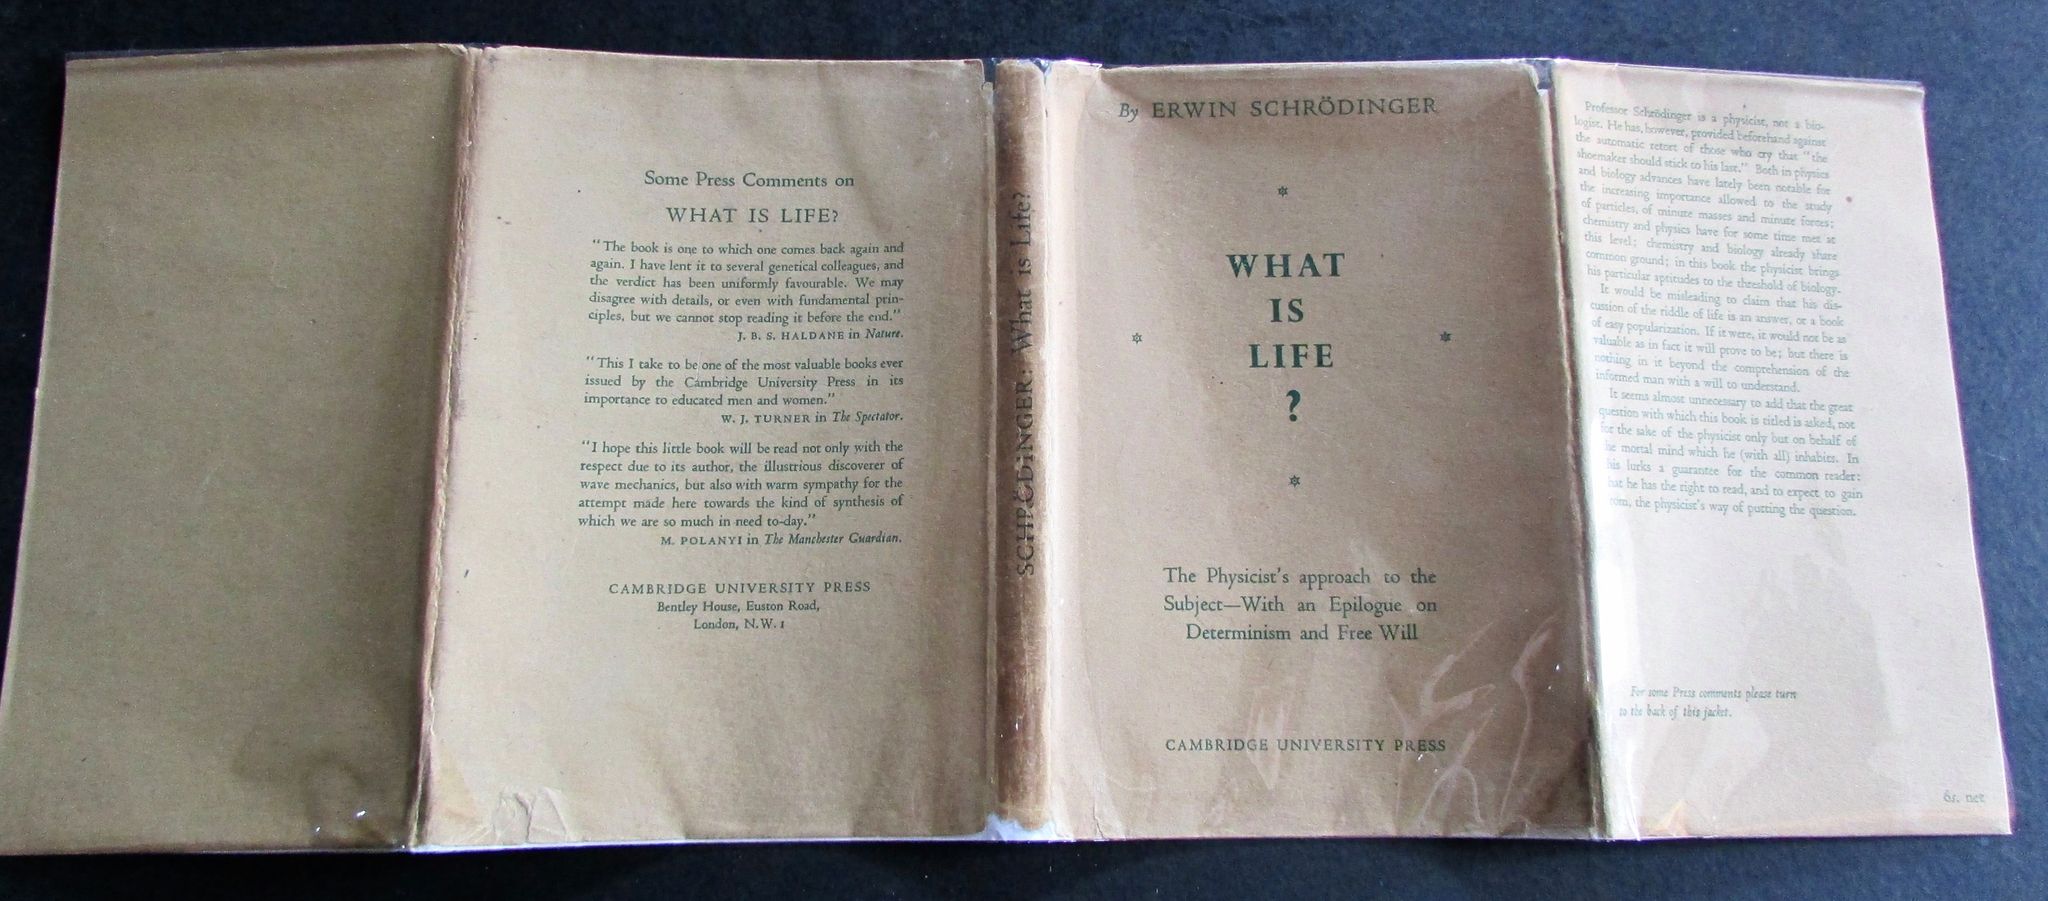 Some Press Comments on
WHAT IS LIFE?
"The book is one to which one comes back again and
again. I have lent it to several genetical colleagues, and
the verdict has been uniformly favourable. We may
disagree with details, or even with fundamental prin-
ciples, but we cannot stop reading it before the end."
J. B. S. HALDANE in Nature.
"This I take to be one of the most valuable books ever
issued by the Cambridge University Press in its
importance to educated men and women."
W. J. TURNER in The Spectator.
"I hope this little book will be read not only with the
respect due to its author, the illustrious discoverer of
wave mechanics, but also with warm sympathy for the
attempt made here towards the kind of synthesis of
which we are so much in need to-day."
M. POLANYI in The Manchester Guardian.
CAMBRIDGE UNIVERSITY PRESS
Bentley House, Euston Road,
London, N.W.1
SCHRÖDINGER: What is Life?
By ERWIN SCHRÖDINGER
WHAT
IS
LIFE
?
The Physicist's approach to the
Subject—With an Epilogue on
Determinism and Free Will
CAMBRIDGE UNIVERSITY PRESS
Professor Schrödinger is a physicist, not a bio-
logist. He has, however, provided beforehand against
the automatic retort of those who cry that "the
shoemaker should stick to his last." Both in physics
and biology advances have lately been notable for
the increasing importance allowed to the study
of particles, of minute masses and minute forces;
chemistry and physics have for some time met at
this level; chemistry and biology already share
common ground; in this book the physicist brings
his particular aptitudes to the threshold of biology.
It would be misleading to claim that his dis-
cussion of the riddle of life is an answer, or a book
of easy popularization. If it were, it would not be as
valuable as in fact it will prove to be; but there is
nothing in it beyond the comprehension of the
informed man with a will to understand.
It seems almost unnecessary to add that the great
question with which this book is titled is asked, not
for the sake of the physicist only but on behalf of
he mortal mind which he (with all) inhabits. In
his lurks a guarantee for the common reader:
hat he has the right to read, and to expect to gain
rom, the physicist's way of putting the question.
For some Press comments please turn
to the back of this jacket.
6s. net